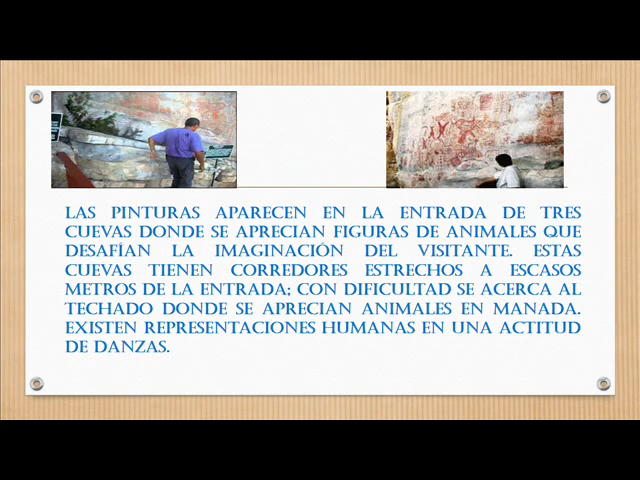 LAS PINTURAS APARECEN EN LA ENTRADA DE TRES
CUEVAS DONDE SE APRECIAN FIGURAS DE ANIMALES QUE
DESAFÍAN LA IMAGINACIÓN DEL VISITANTE. ESTAS
CUEVAS TIENEN CORREDORES ESTRECHOS A ESCASOS
METROS DE LA ENTRADA; CON DIFICULTAD SE ACERCA AL
TECHADO DONDE SE APRECIAN ANIMALES EN MANADA.
EXISTEN REPRESENTACIONES HUMANAS EN UNA ACTITUD
DE DANZAS.